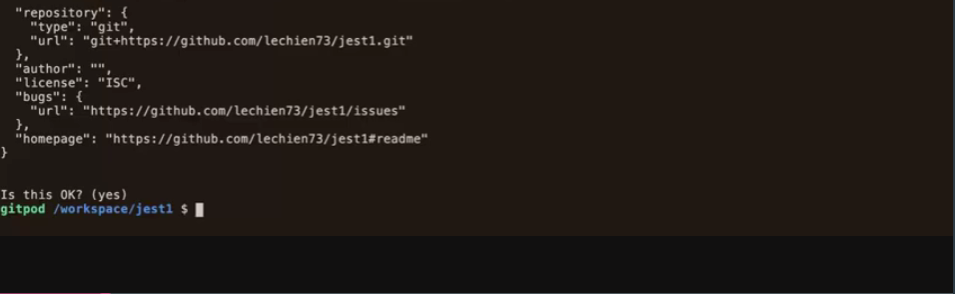 "repository": {
"type": "git",
"url": "git+https://github.com/lechien73/jest1.git"
},
"author": "",
"license": "ISC",
"bugs": {
"url": "https://github.com/lechien73/jest1/issues"
},
"homepage": "https://github.com/lechien73/jest1#readme"
}
Is this OK? (yes)
gitpod /workspace/jest1 $